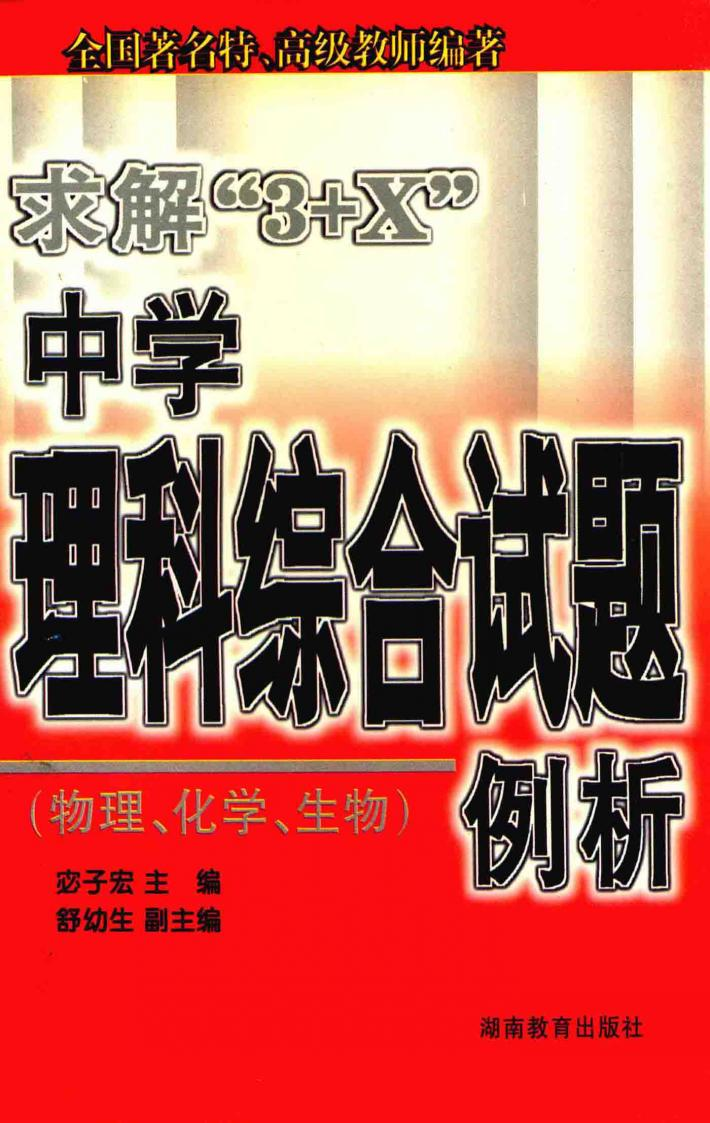 全国著名特、高级教师编著
求解“3+X”
中学
理科综合试题
例析
(物理、化学、生物)
宓子宏 主 编
舒幼生 副主编
湖南教育出版社